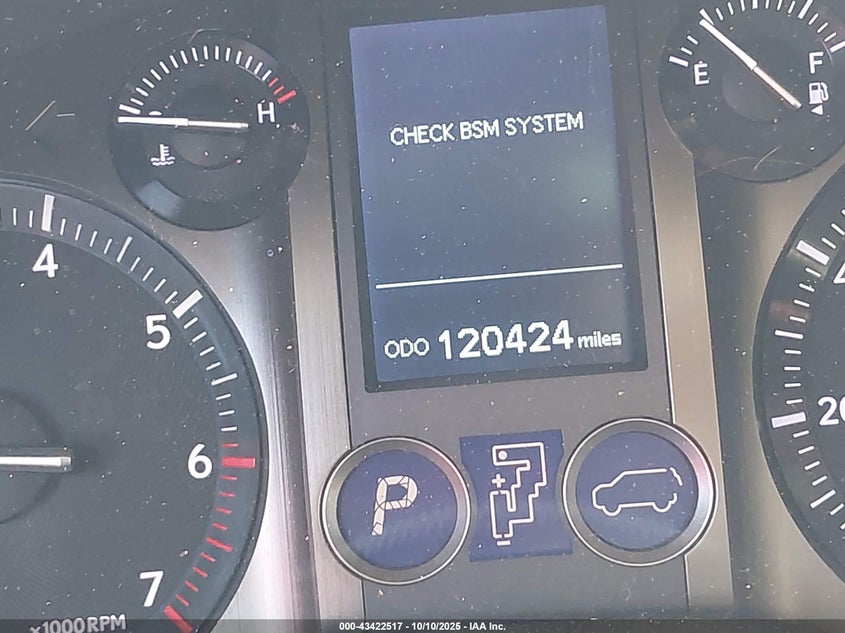 H
E
F
CHECK BSM SYSTEM
4
5
6
7
x1000RPM
ODO 120424 miles
P
+
-
000-43422517 - 10/10/2025 - IAA Inc.